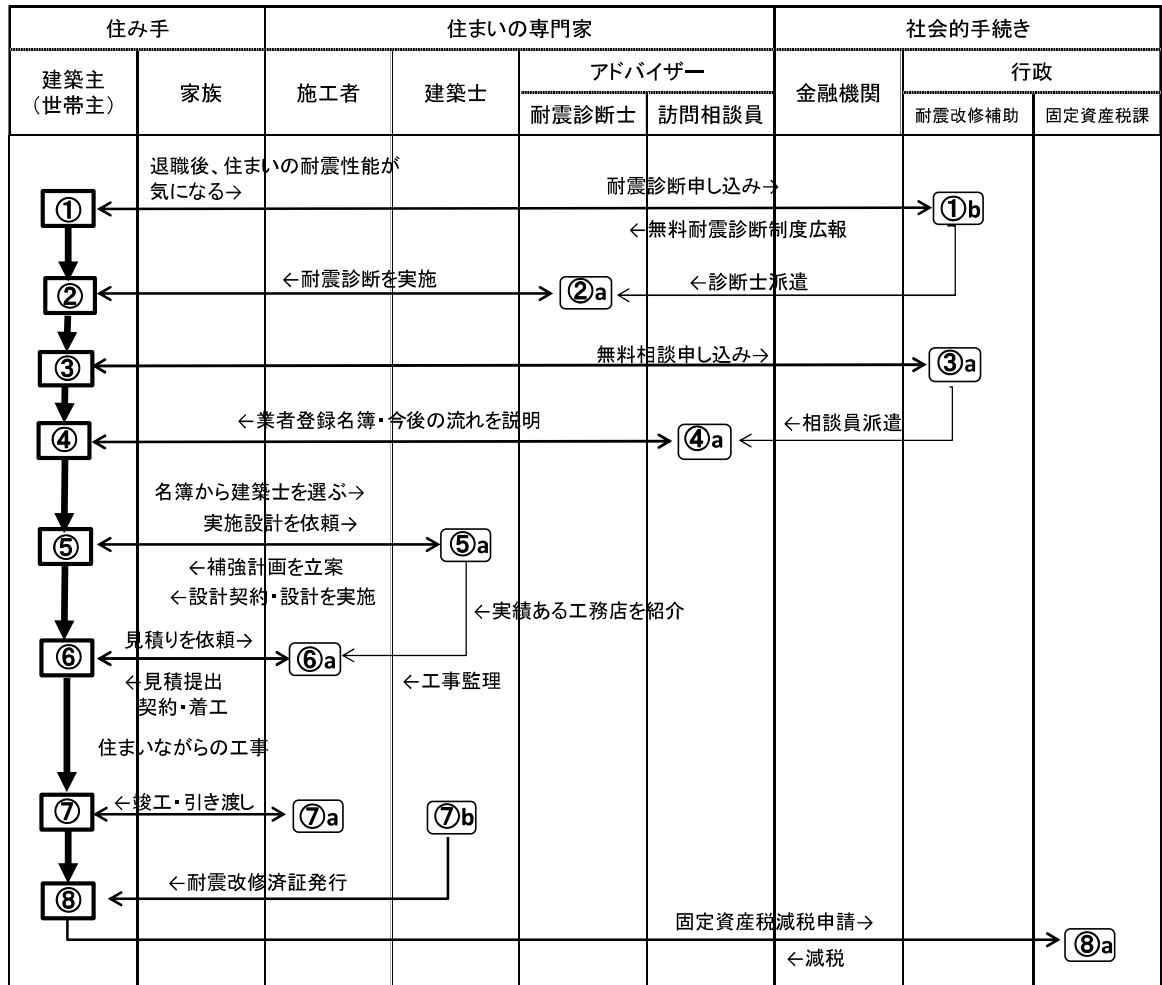 住み手
住まいの専門家
社会的手続き
建築主
(世帯主)
家族
施工者
建築士
アドバイザー
金融機関
行政
耐震診断士
訪問相談員
耐震改修補助
固定資産税課
退職後、住まいの耐震性能が
気になる→
耐震診断申し込み→
①
①b
←無料耐震診断制度広報
←耐震診断を実施
←診断士派遣
②
②a
無料相談申し込み→
③
③a
←業者登録名簿・今後の流れを説明
←相談員派遣
④
④a
名簿から建築士を選ぶ→
実施設計を依頼→
⑤
⑤a
←補強計画を立案
←設計契約・設計を実施
←実績ある工務店を紹介
見積りを依頼→
⑥
⑥a
←見積提出
契約・着工
←工事監理
住まいながらの工事
←竣工・引き渡し
⑦
⑦a
⑦b
←耐震改修済証発行
⑧
固定資産税減税申請→
⑧a
←減税